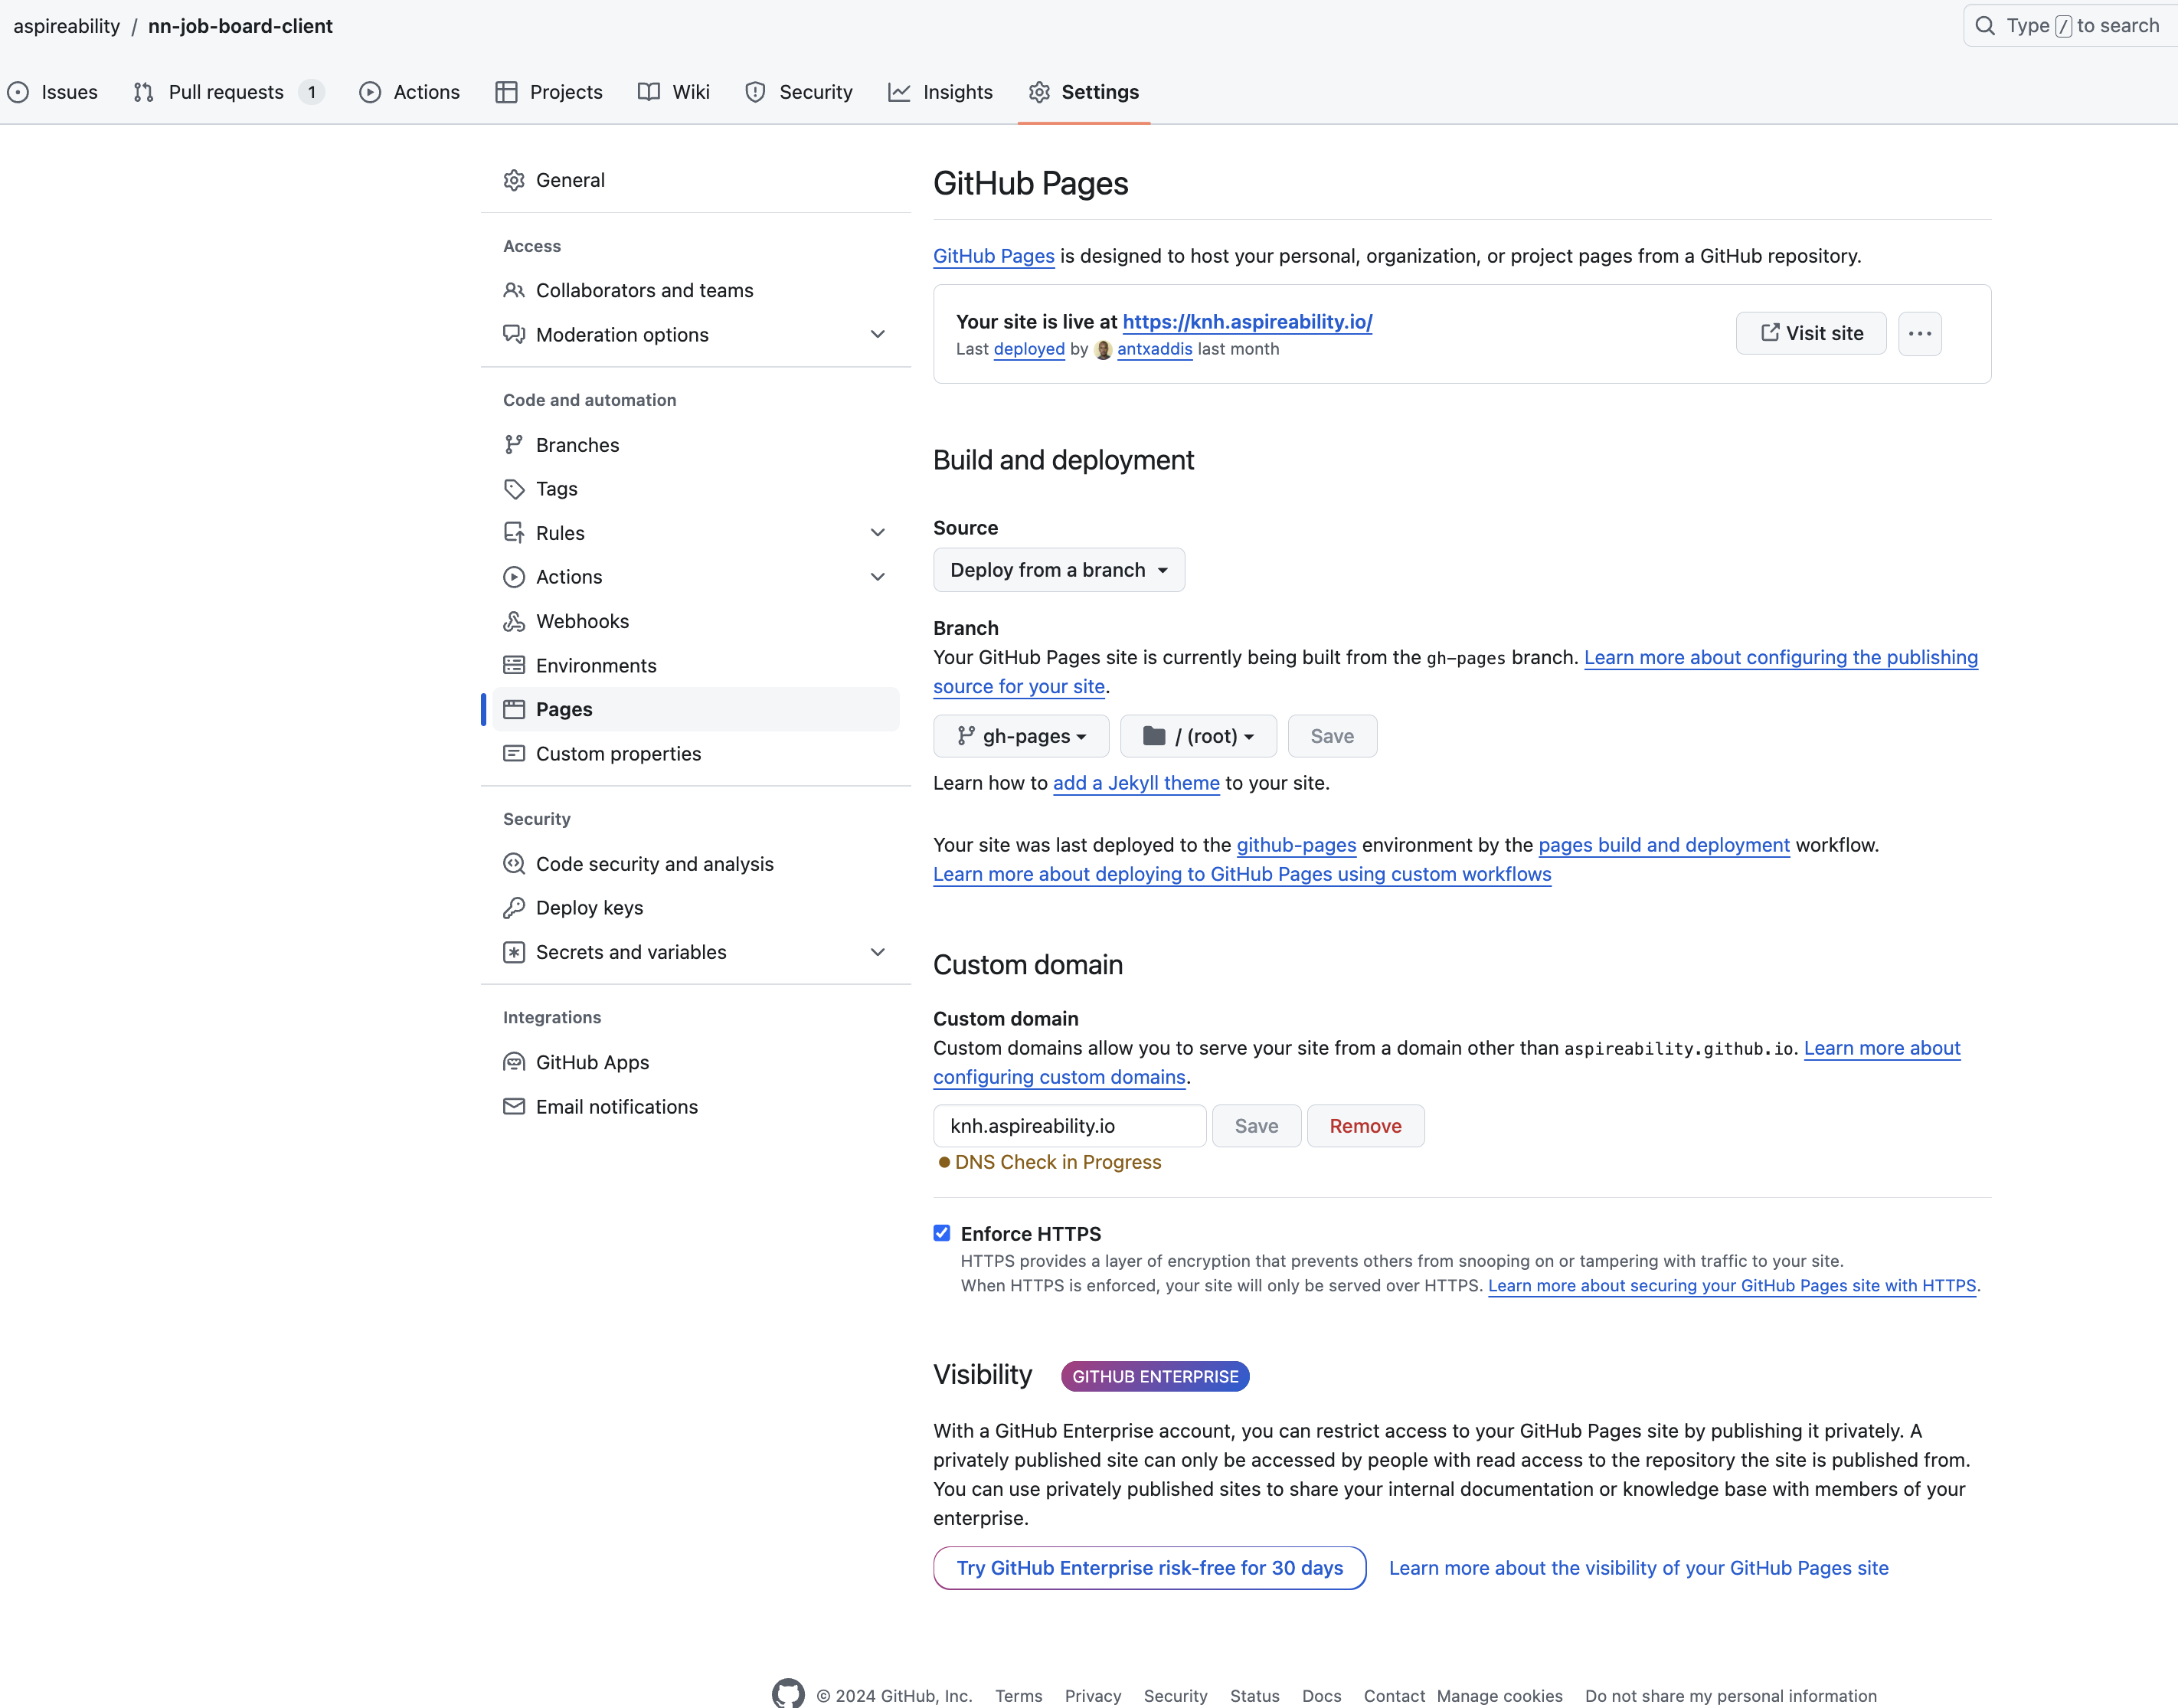 aspireability / nn-job-board-client
Type / to search
Issues
Pull requests 1
Actions
Projects
Wiki
Security
Insights
Settings
General
Access
Collaborators and teams
Moderation options
Code and automation
Branches
Tags
Rules
Actions
Webhooks
Environments
Pages
Custom properties
Security
Code security and analysis
Deploy keys
Secrets and variables
Integrations
GitHub Apps
Email notifications
GitHub Pages
GitHub Pages is designed to host your personal, organization, or project pages from a GitHub repository.
Your site is live at https://knh.aspireability.io/
Last deployed by antxaddis last month
Visit site
Build and deployment
Source
Deploy from a branch
Branch
Your GitHub Pages site is currently being built from the gh-pages branch. Learn more about configuring the publishing
source for your site.
gh-pages
/ (root)
Save
Learn how to add a Jekyll theme to your site.
Your site was last deployed to the github-pages environment by the pages build and deployment workflow.
Learn more about deploying to GitHub Pages using custom workflows
Custom domain
Custom domain
Custom domains allow you to serve your site from a domain other than aspireability.github.io. Learn more about
configuring custom domains.
knh.aspireability.io
Save
Remove
DNS Check in Progress
Enforce HTTPS
HTTPS provides a layer of encryption that prevents others from snooping on or tampering with traffic to your site.
When HTTPS is enforced, your site will only be served over HTTPS. Learn more about securing your GitHub Pages site with HTTPS.
Visibility
GITHUB ENTERPRISE
With a GitHub Enterprise account, you can restrict access to your GitHub Pages site by publishing it privately. A
privately published site can only be accessed by people with read access to the repository the site is published from.
You can use privately published sites to share your internal documentation or knowledge base with members of your
enterprise.
Try GitHub Enterprise risk-free for 30 days
Learn more about the visibility of your GitHub Pages site
© 2024 GitHub, Inc.
Terms
Privacy
Security
Status
Docs
Contact
Manage cookies
Do not share my personal information